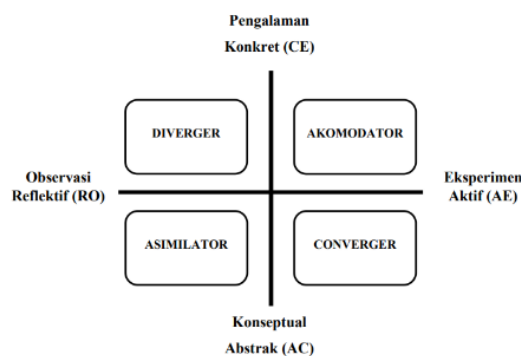 Pengalaman
Konkret (CE)
DIVERGER
AKOMODATOR
Observasi
Reflektif (RO)
Eksperimen
Aktif (AE)
ASIMILATOR
CONVERGER
Konseptual
Abstrak (AC)